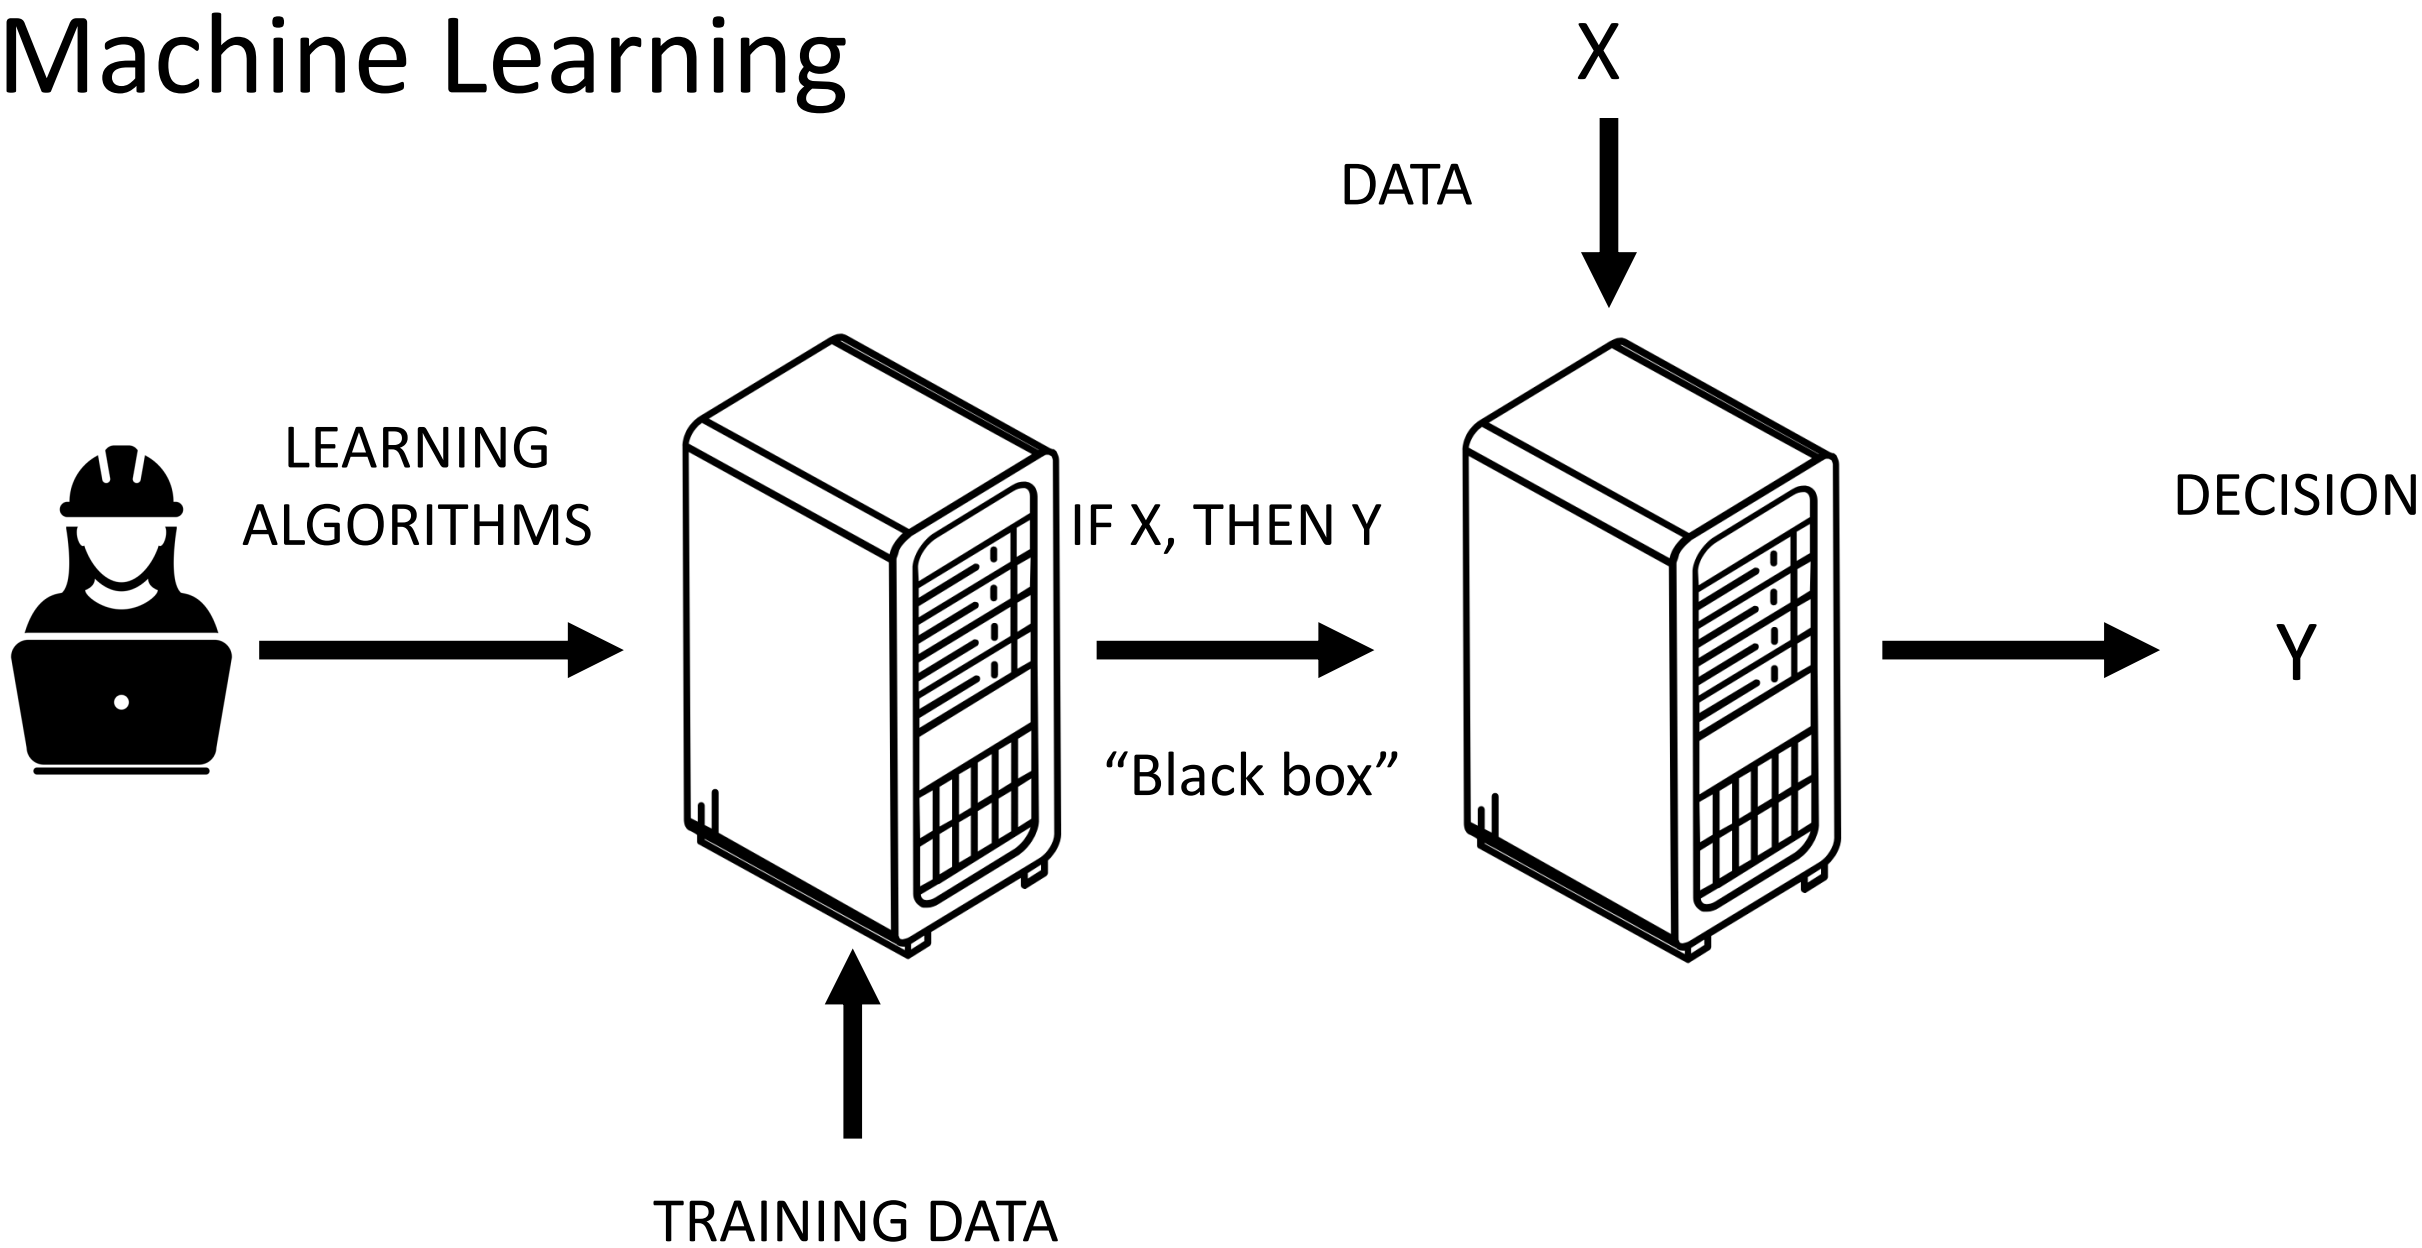 Machine Learning
X
DATA
LEARNING
ALGORITHMS
IF X, THEN Y
“Black box”
DECISION
Y
TRAINING DATA